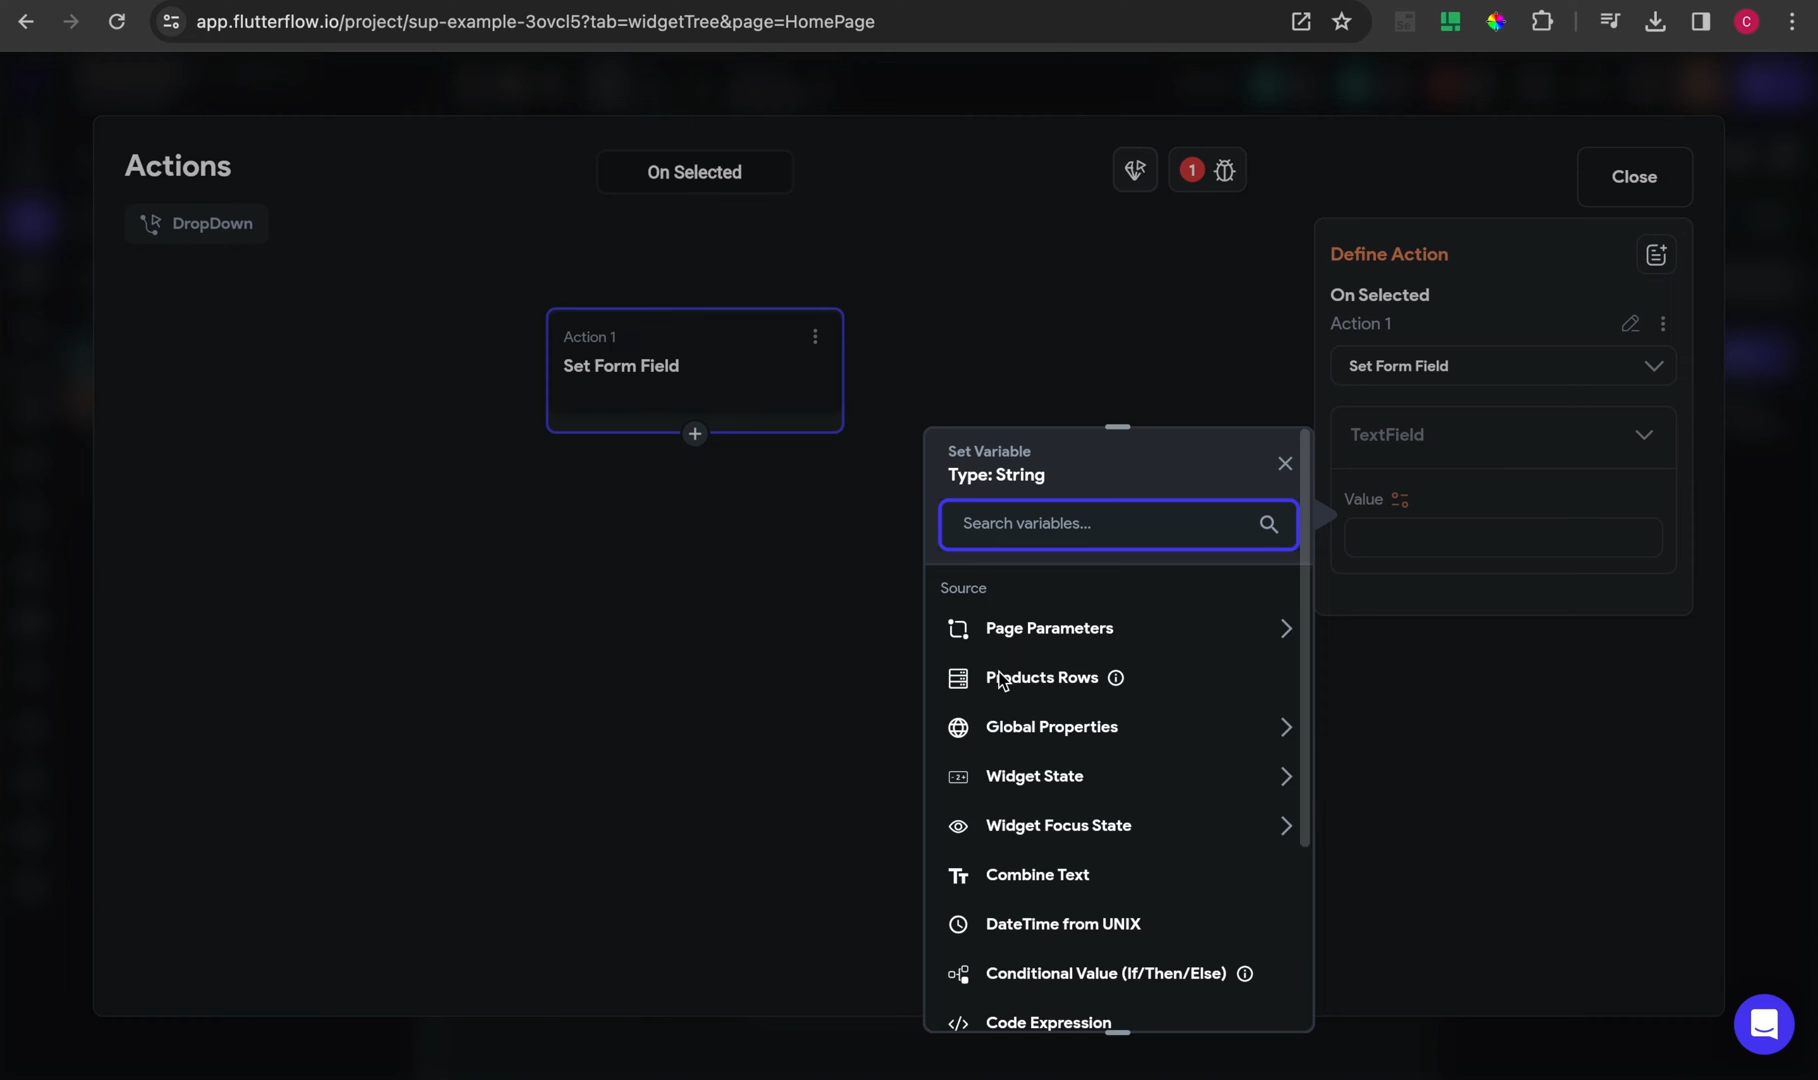 app.flutterflow.io/project/sup-example-3ovcl5?tab=widgetTree&page=HomePage
C
Actions
On Selected
1
Close
DropDown
Define Action
On Selected
Action 1
Set Form Field
Action 1
Set Form Field
TextField
Value
Set Variable
Type: String
Search variables...
Source
Page Parameters
Products Rows
Global Properties
Widget State
Widget Focus State
Combine Text
DateTime from UNIX
Conditional Value (If/Then/Else)
Code Expression